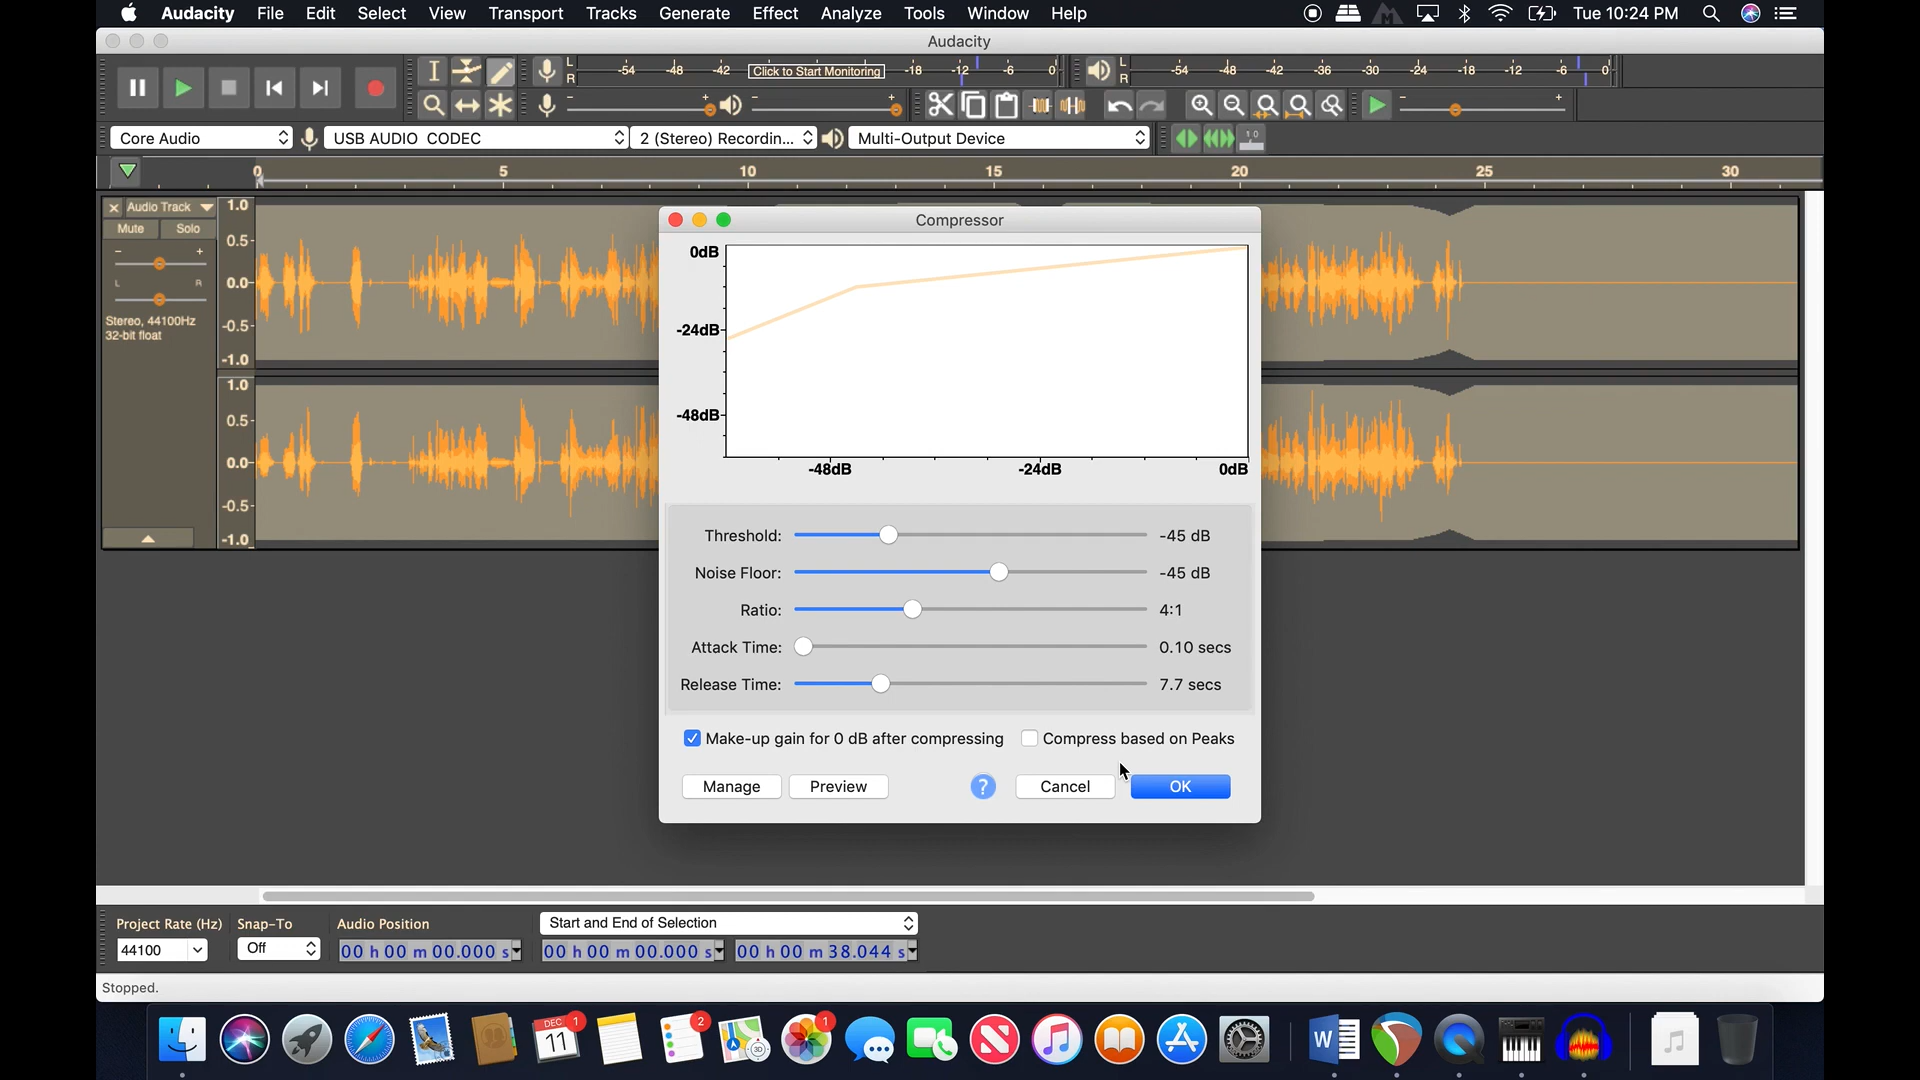 Audacity File Edit Select View Transport Tracks Generate Effect Analyze Tools Window Help Tue 10:24 PM
Audacity
L R -54 -48 -42 Click to Start Monitoring -18 -12 -6 0 L R -54 -48 -42 -36 -30 -24 -18 -12 -6 0
- + - + - +
Core Audio USB AUDIO CODEC 2 (Stereo) Recordin... Multi-Output Device
0 5 10 15 20 25 30
Audio Track
Mute Solo
- +
L R
Stereo, 44100Hz
32-bit float
1.0
0.5
0.0
-0.5
-1.0
1.0
0.5
0.0
-0.5
-1.0
Compressor
0dB
-24dB
-48dB
-48dB -24dB 0dB
Threshold: -45 dB
Noise Floor: -45 dB
Ratio: 4:1
Attack Time: 0.10 secs
Release Time: 7.7 secs
Make-up gain for 0 dB after compressing Compress based on Peaks
Manage Preview ? Cancel OK
Project Rate (Hz) Snap-To Audio Position Start and End of Selection
44100 Off 00 h 00 m 00.000 s 00 h 00 m 00.000 s 00 h 00 m 38.044 s
Stopped.
DEC 11 1 2 3D 1